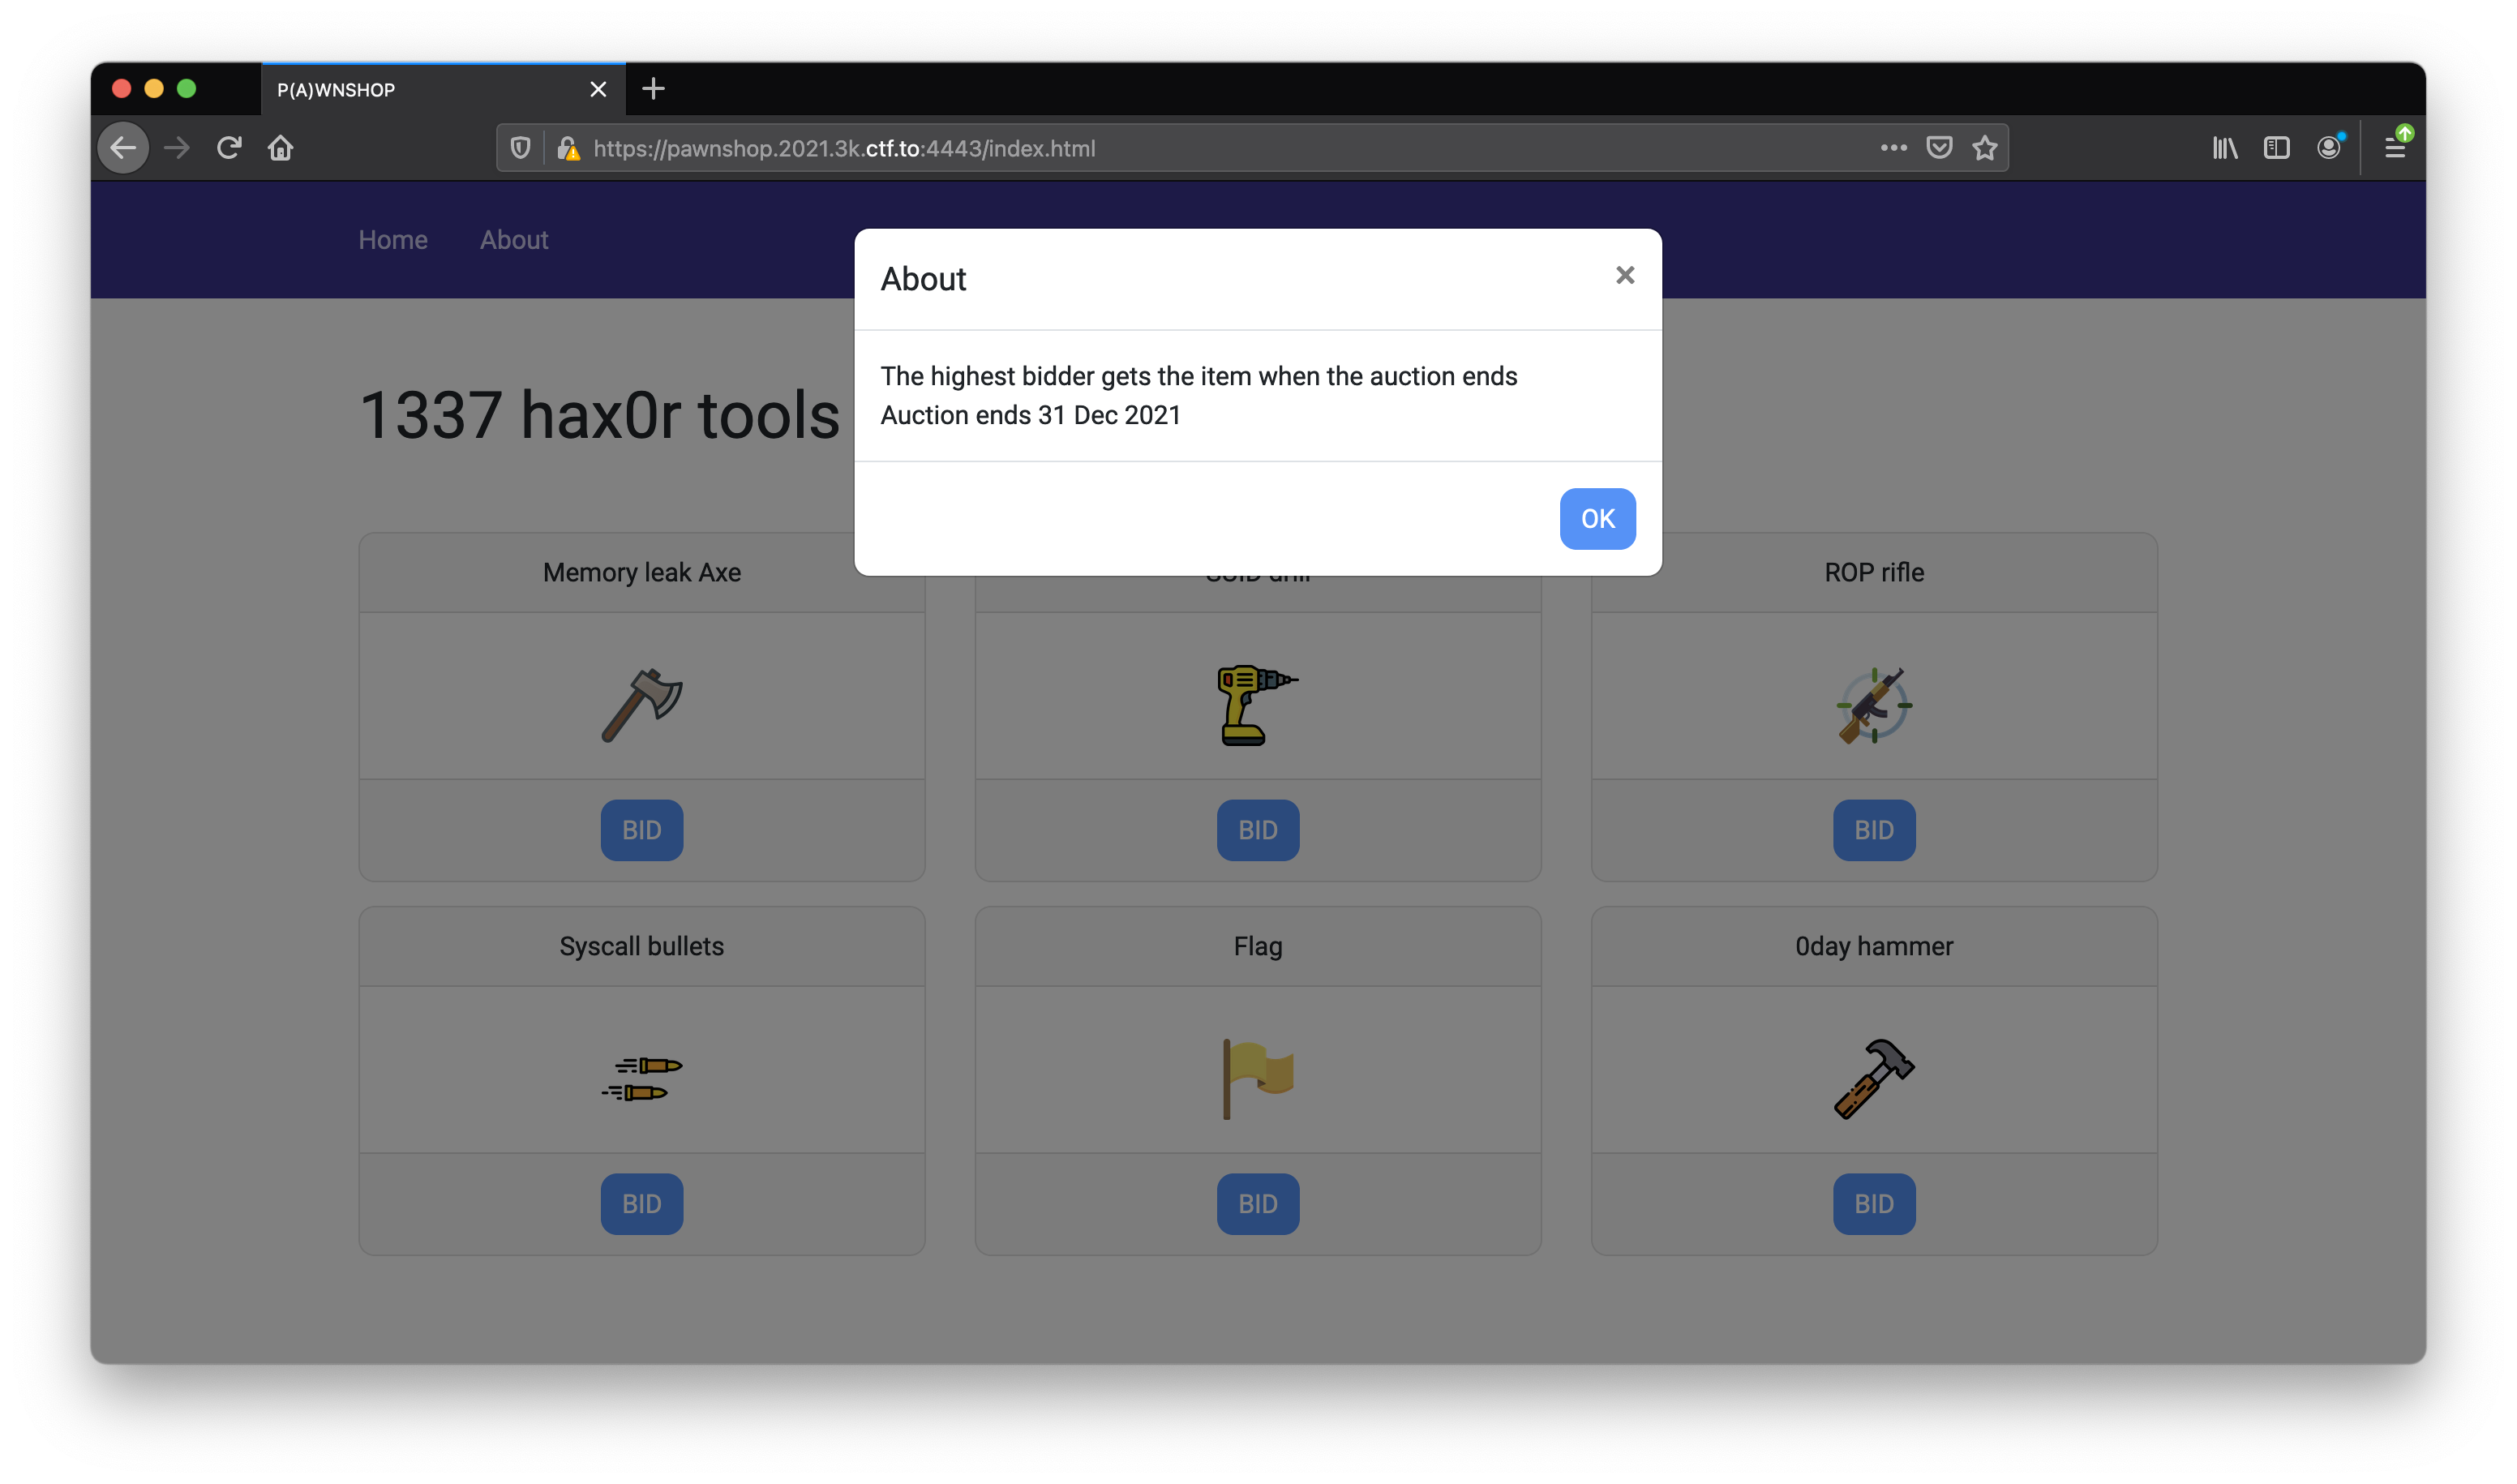 P(A)WNSHOP
https://pawnshop.2021.3k.ctf.to:4443/index.html
Home About
About
The highest bidder gets the item when the auction ends
Auction ends 31 Dec 2021
OK
1337 hax0r tools
Memory leak Axe
ROP rifle
BID
BID
BID
Syscall bullets
Flag
0day hammer
BID
BID
BID